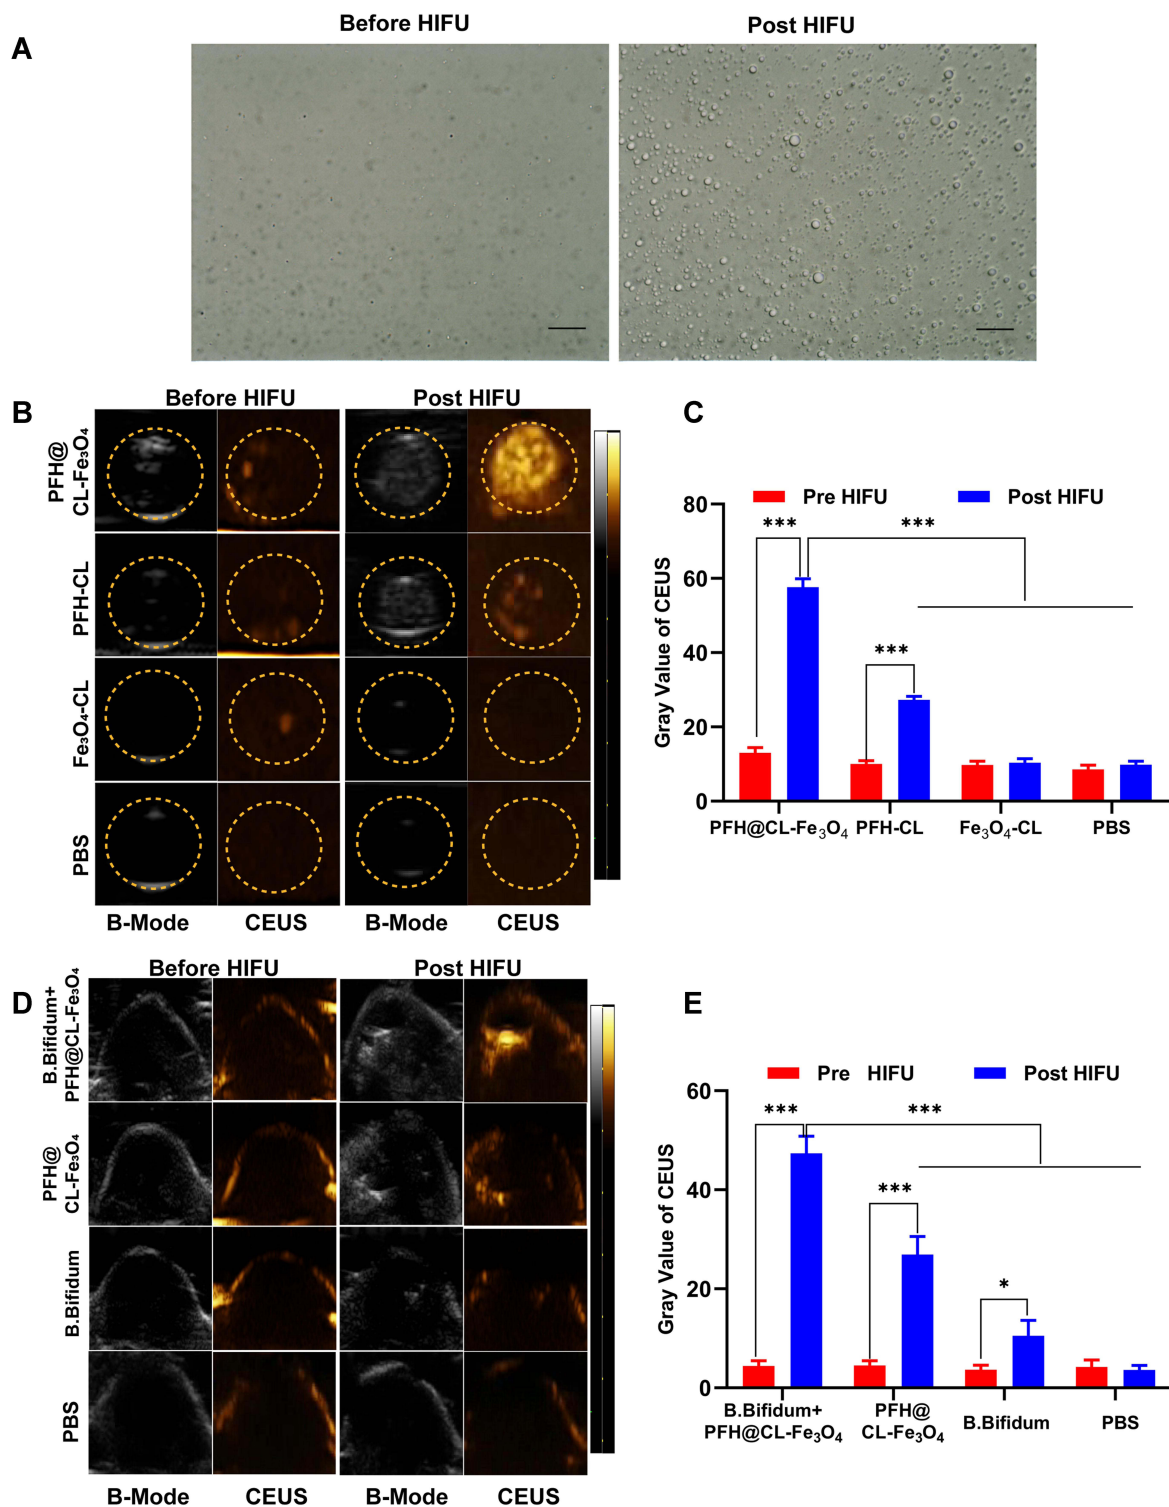 Before HIFU
Post HIFU
A
B
Before HIFU
Post HIFU
PFH@
CL-Fe₃O₄
PFH-CL
Fe₃O₄-CL
PBS
B-Mode
CEUS
B-Mode
CEUS
C
Pre HIFU
Post HIFU
Gray Value of CEUS
80
60
40
20
0
***
***
***
PFH@CL-Fe₃O₄
PFH-CL
Fe₃O₄-CL
PBS
D
Before HIFU
Post HIFU
B.Bifidum+
PFH@CL-Fe₃O₄
PFH@
CL-Fe₃O₄
B.Bifidum
PBS
B-Mode
CEUS
B-Mode
CEUS
E
Pre HIFU
Post HIFU
Gray Value of CEUS
60
40
20
0
***
***
***
*
B.Bifidum+
PFH@CL-Fe₃O₄
PFH@
CL-Fe₃O₄
B.Bifidum
PBS